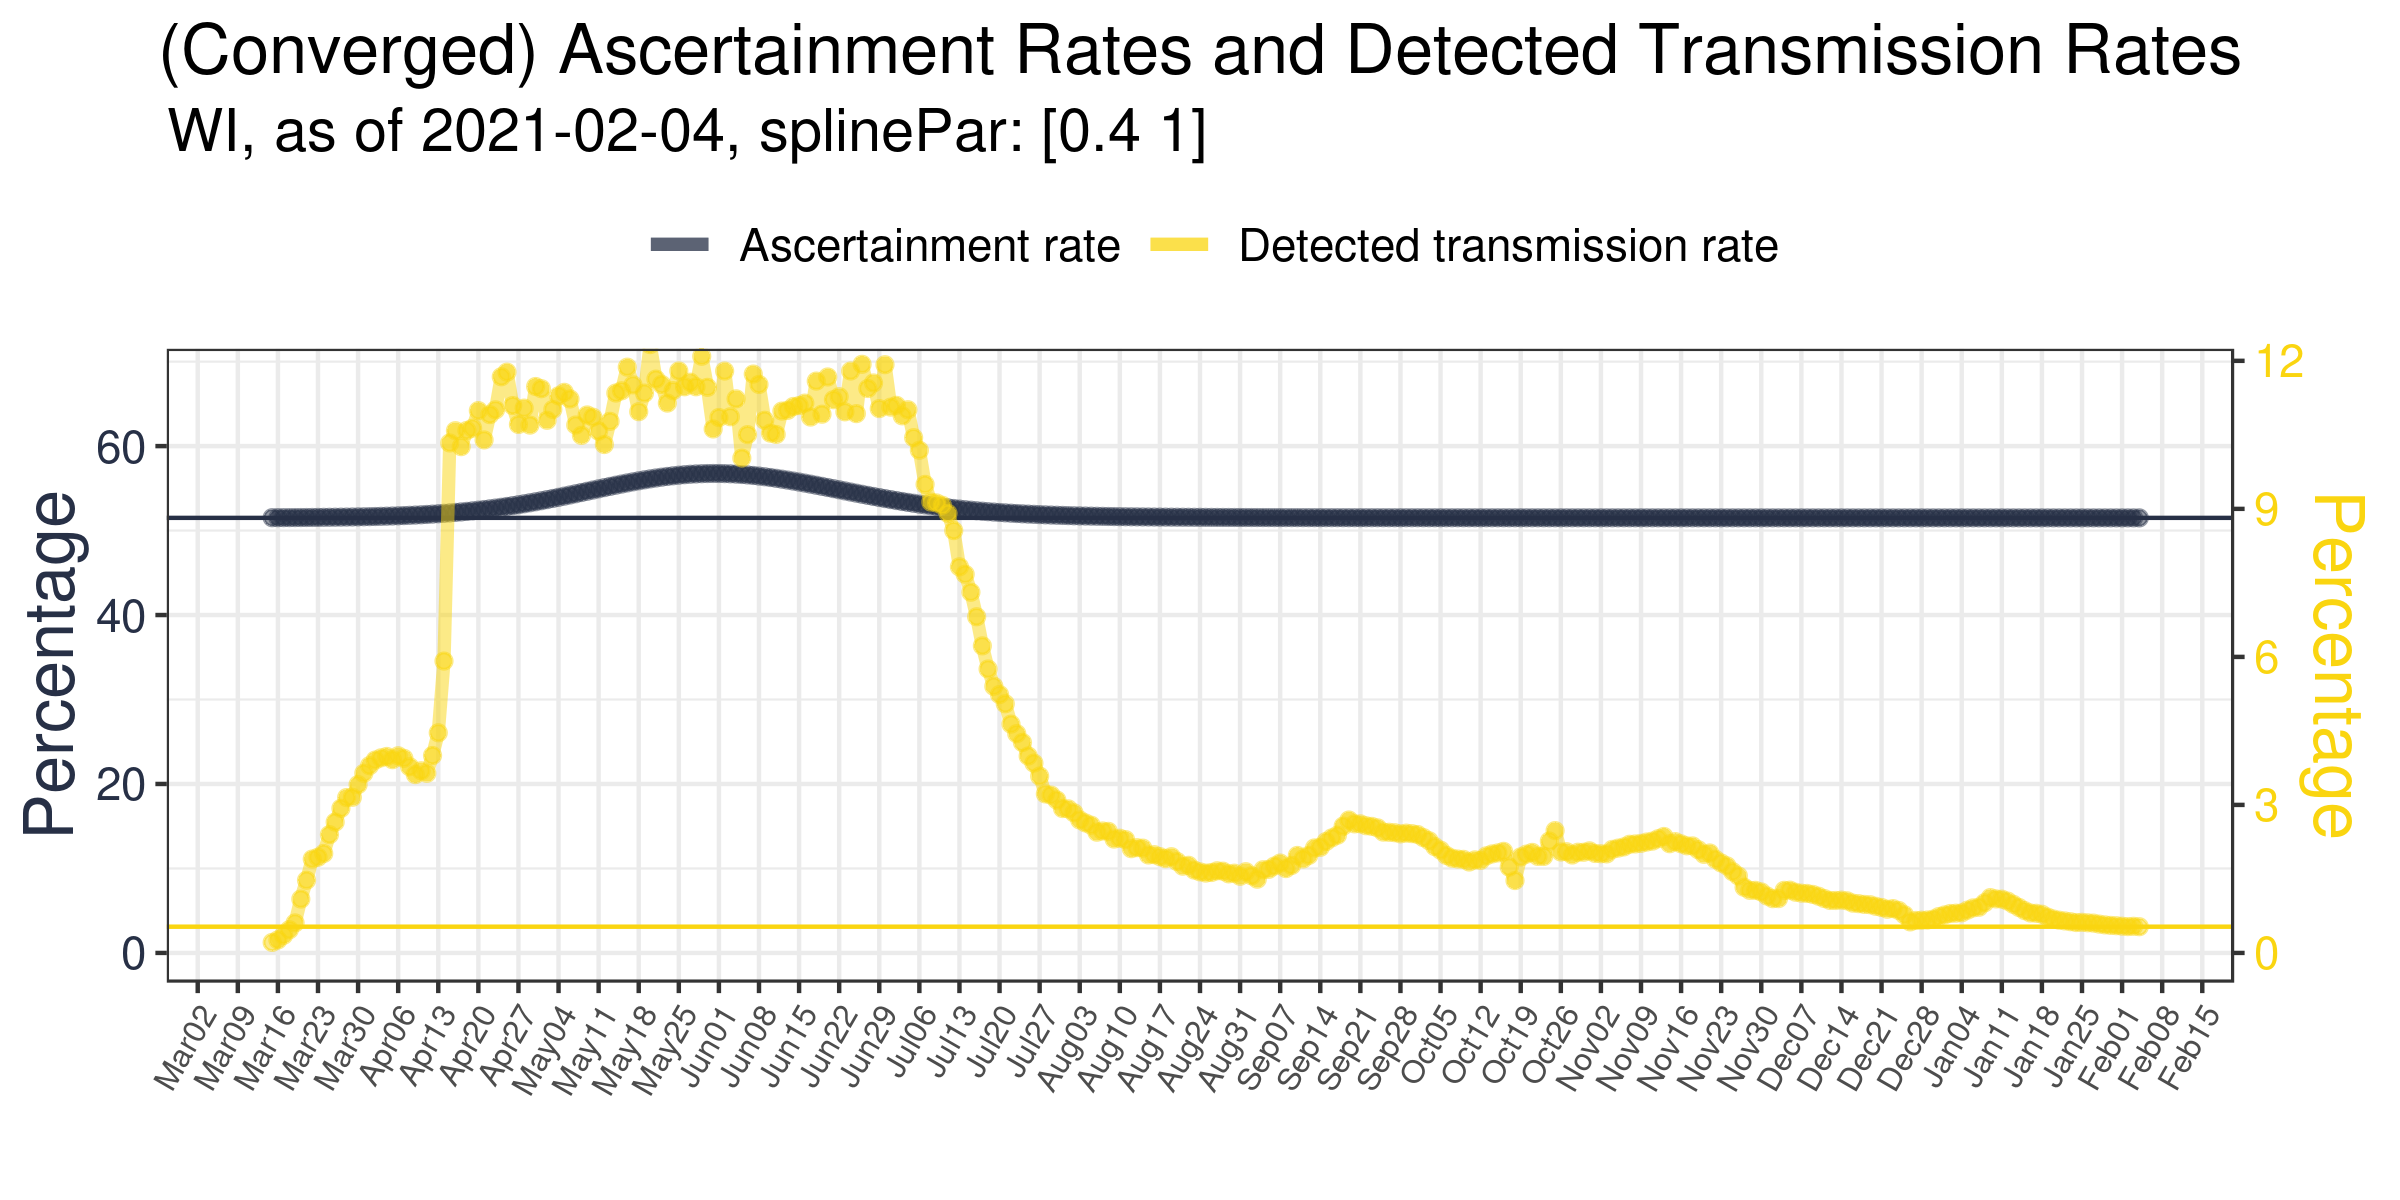 (Converged) Ascertainment Rates and Detected Transmission Rates
WI, as of 2021-02-04, splinePar: [0.4 1]
Ascertainment rate Detected transmission rate
Percentage
60
40
20
0
12
9
6
3
0
Percentage
Mar02 Mar09 Mar16 Mar23 Mar30 Apr06 Apr13 Apr20 Apr27 May04 May11 May18 May25 Jun01 Jun08 Jun15 Jun22 Jun29 Jul06 Jul13 Jul20 Jul27 Aug03 Aug10 Aug17 Aug24 Aug31 Sep07 Sep14 Sep21 Sep28 Oct05 Oct12 Oct19 Oct26 Nov02 Nov09 Nov16 Nov23 Nov30 Dec07 Dec14 Dec21 Dec28 Jan04 Jan11 Jan18 Jan25 Feb01 Feb08 Feb15